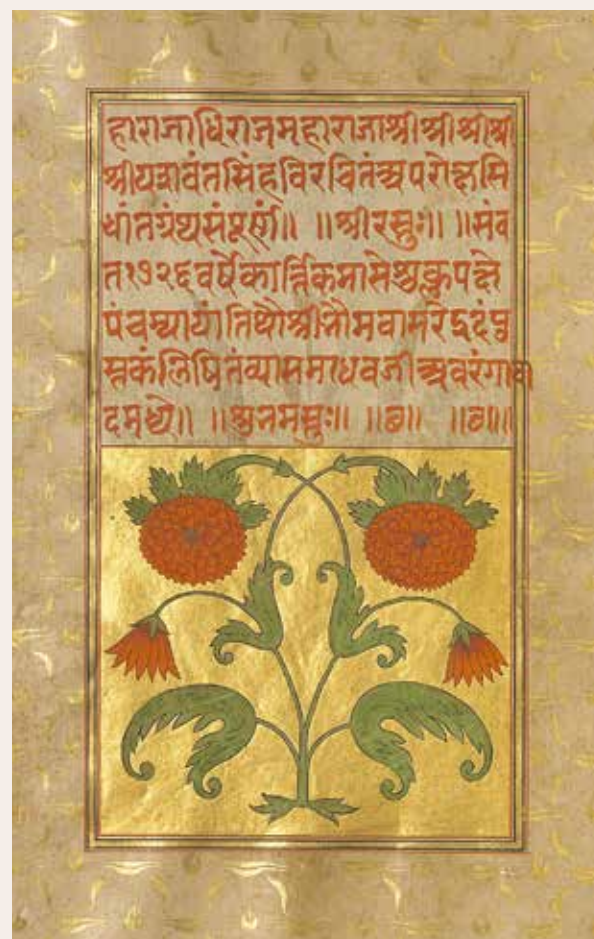 हाराजाधिराजमहाराजाश्रीश्रीश्रीश्री
श्रीयशवंतसिंहविरचितंअपरोक्षसि
धांतग्रंथसंपूर्णं॥ ॥श्रीरस्तुः॥ ॥संव
त१७२६वर्षेकार्त्तिकमासेशुक्लपक्षे
पंचम्यायांतिथौश्रीभौमवासरेइदंपु
स्तकंलिषितंव्यासमाधवजीअवरंगाबा
दमध्ये॥ ॥शुभमस्तुः॥ ॥छ॥ ॥छ॥